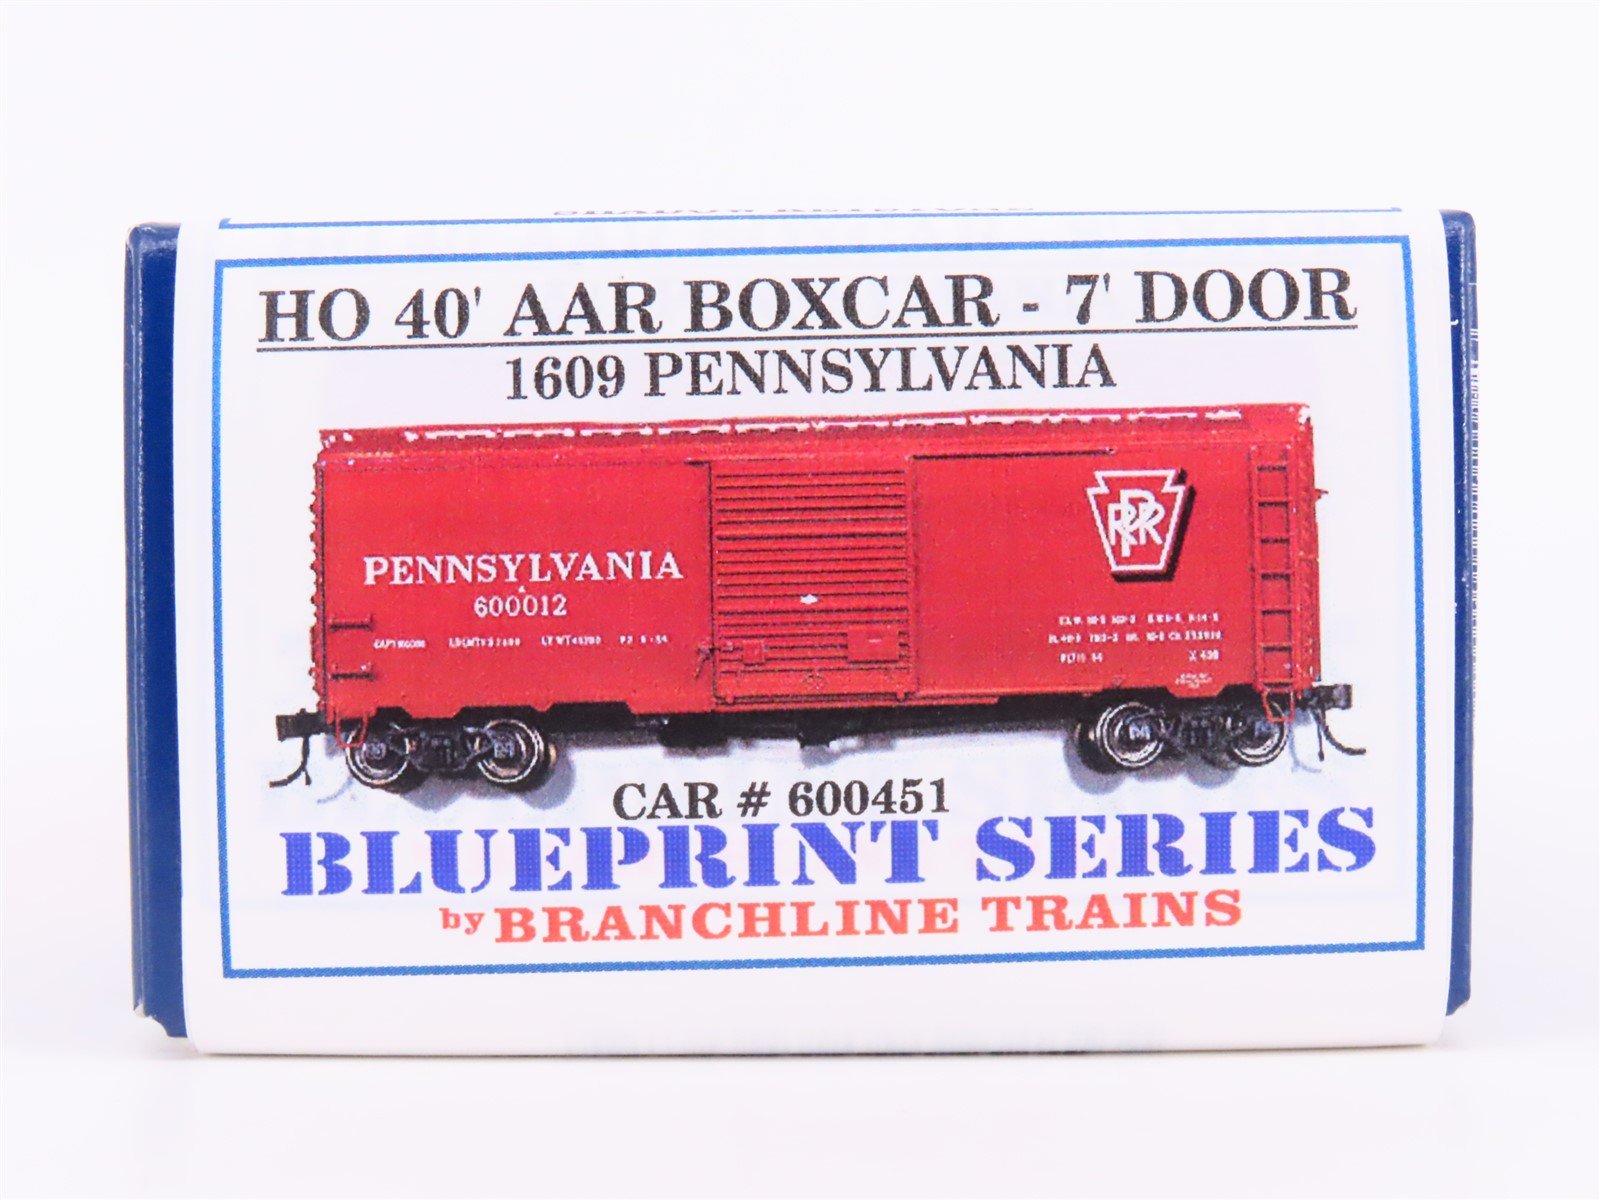 HO 40' AAR BOXCAR - 7' DOOR
1609 PENNSYLVANIA
PRR
PENNSYLVANIA
600012
CAR # 600451
BLUEPRINT SERIES
by BRANCHLINE TRAINS